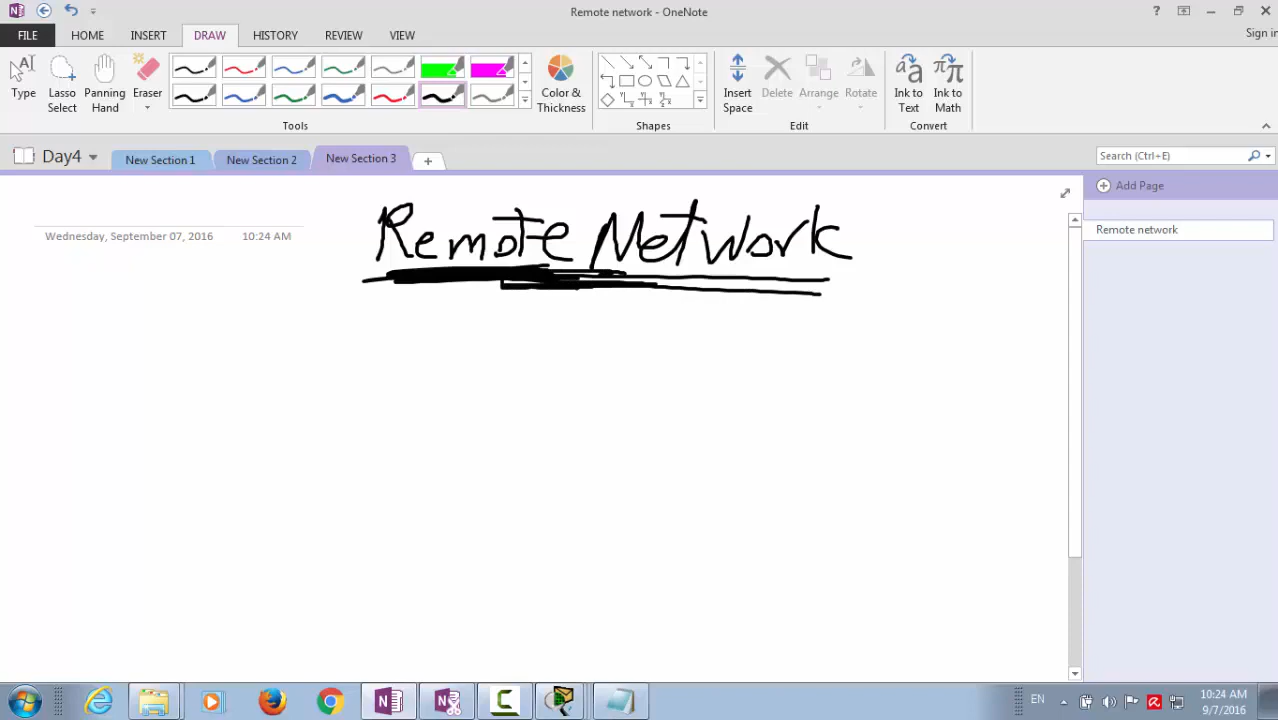 Remote network - OneNote
?
Sign in
FILE
HOME
INSERT
DRAW
HISTORY
REVIEW
VIEW
Type
Lasso Select
Panning Hand
Eraser
Color & Thickness
Insert Space
Delete
Arrange
Rotate
Ink to Text
Ink to Math
Tools
Shapes
Edit
Convert
Day4
New Section 1
New Section 2
New Section 3
Search (Ctrl+E)
Add Page
Remote network
Wednesday, September 07, 2016 10:24 AM
Remote Network
EN
10:24 AM
9/7/2016